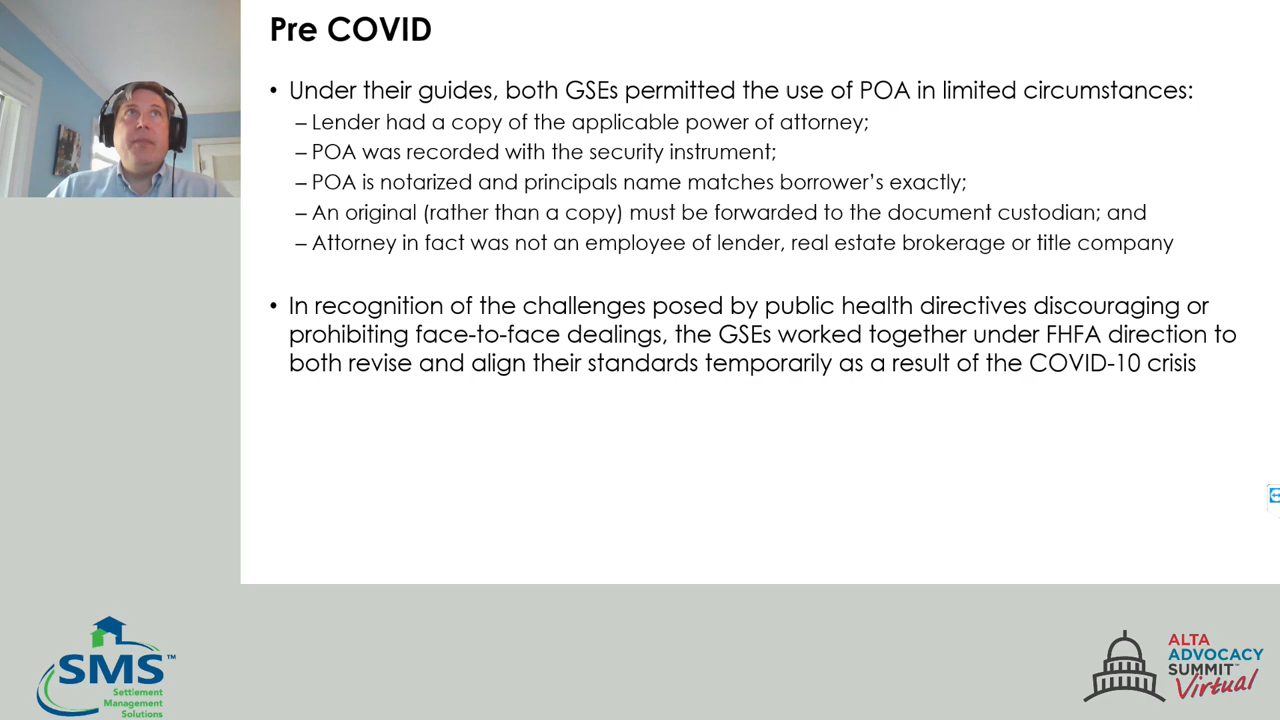 Pre COVID
• Under their guides, both GSEs permitted the use of POA in limited circumstances:
– Lender had a copy of the applicable power of attorney;
– POA was recorded with the security instrument;
– POA is notarized and principals name matches borrower’s exactly;
– An original (rather than a copy) must be forwarded to the document custodian; and
– Attorney in fact was not an employee of lender, real estate brokerage or title company
• In recognition of the challenges posed by public health directives discouraging or
prohibiting face-to-face dealings, the GSEs worked together under FHFA direction to
both revise and align their standards temporarily as a result of the COVID-10 crisis
SMS™
Settlement
Management
Solutions
ALTA
ADVOCACY
SUMMIT™
Virtual